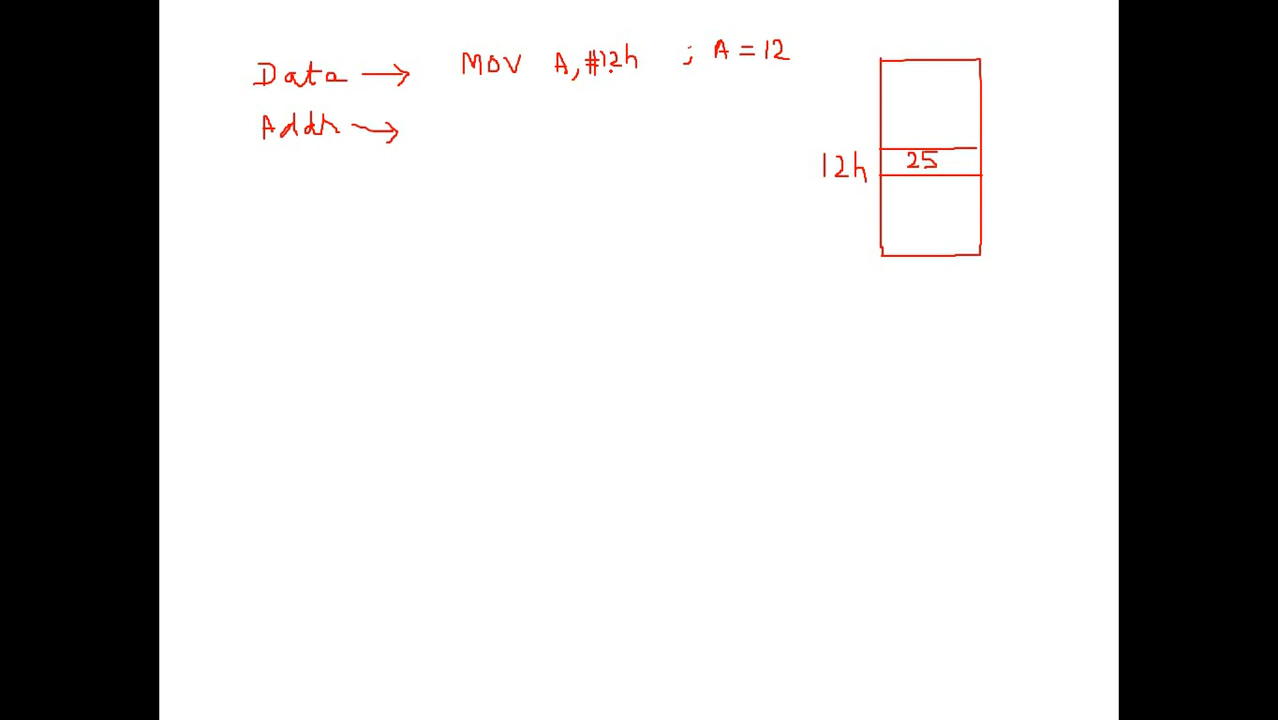 Data → MOV A, #12h ; A = 12
Addr →
12h 25